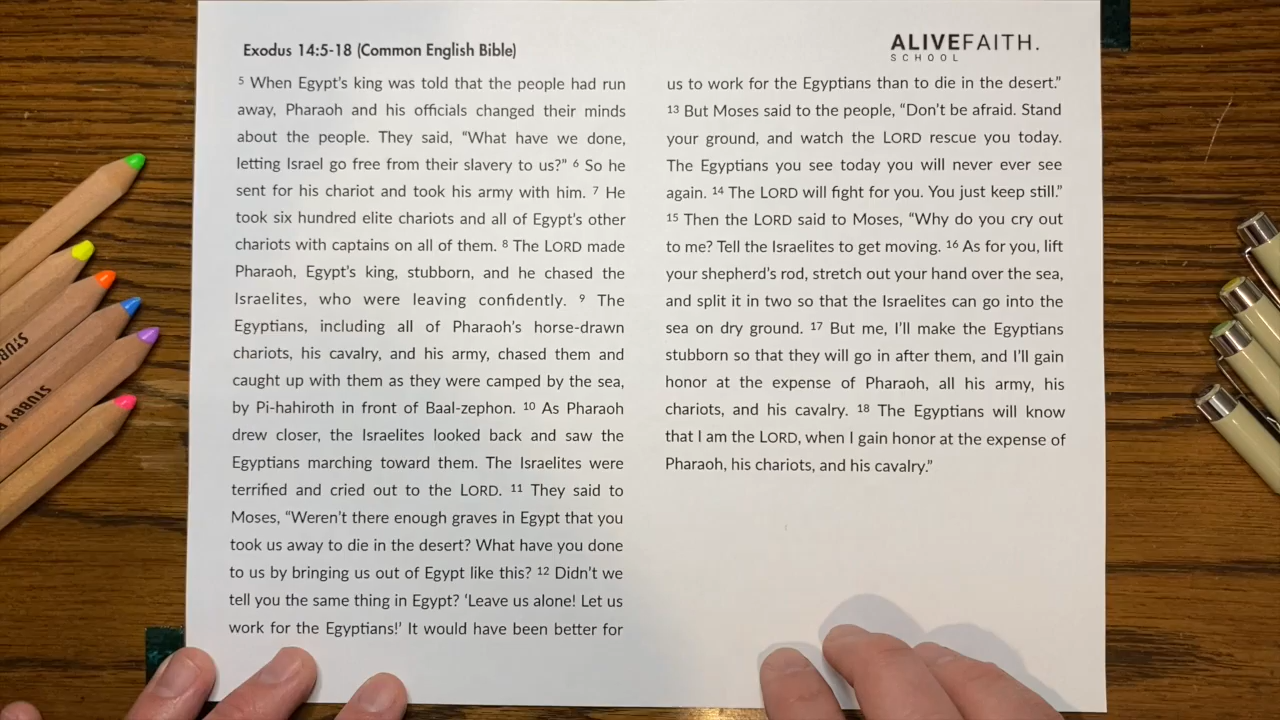 Exodus 14:5-18 (Common English Bible)
5 When Egypt's king was told that the people had run
away, Pharaoh and his officials changed their minds
about the people. They said, “What have we done,
letting Israel go free from their slavery to us?” 6 So he
sent for his chariot and took his army with him. 7 He
took six hundred elite chariots and all of Egypt's other
chariots with captains on all of them. 8 The LORD made
Pharaoh, Egypt's king, stubborn, and he chased the
Israelites, who were leaving confidently. 9 The
Egyptians, including all of Pharaoh's horse-drawn
chariots, his cavalry, and his army, chased them and
caught up with them as they were camped by the sea,
by Pi-hahiroth in front of Baal-zephon. 10 As Pharaoh
drew closer, the Israelites looked back and saw the
Egyptians marching toward them. The Israelites were
terrified and cried out to the LORD. 11 They said to
Moses, “Weren't there enough graves in Egypt that you
took us away to die in the desert? What have you done
to us by bringing us out of Egypt like this? 12 Didn't we
tell you the same thing in Egypt? ‘Leave us alone! Let us
work for the Egyptians!’ It would have been better for
ALIVEFAITH.
SCHOOL
us to work for the Egyptians than to die in the desert.”
13 But Moses said to the people, “Don't be afraid. Stand
your ground, and watch the LORD rescue you today.
The Egyptians you see today you will never ever see
again. 14 The LORD will fight for you. You just keep still.”
15 Then the LORD said to Moses, “Why do you cry out
to me? Tell the Israelites to get moving. 16 As for you, lift
your shepherd's rod, stretch out your hand over the sea,
and split it in two so that the Israelites can go into the
sea on dry ground. 17 But me, I'll make the Egyptians
stubborn so that they will go in after them, and I'll gain
honor at the expense of Pharaoh, all his army, his
chariots, and his cavalry. 18 The Egyptians will know
that I am the LORD, when I gain honor at the expense of
Pharaoh, his chariots, and his cavalry.”
STUBB
STUBBY